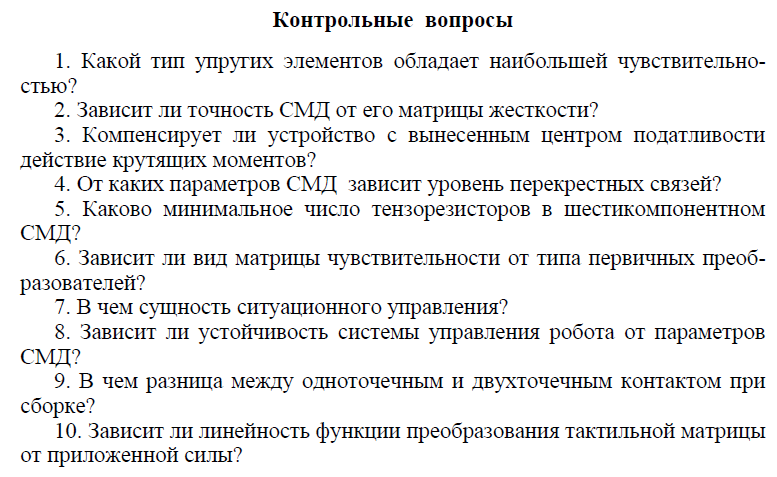 Контрольные вопросы
1. Какой тип упругих элементов обладает наибольшей чувствительно-
стью?
2. Зависит ли точность СМД от его матрицы жесткости?
3. Компенсирует ли устройство с вынесенным центром податливости
действие крутящих моментов?
4. От каких параметров СМД зависит уровень перекрестных связей?
5. Каково минимальное число тензорезисторов в шестикомпонентном
СМД?
6. Зависит ли вид матрицы чувствительности от типа первичных преоб-
разователей?
7. В чем сущность ситуационного управления?
8. Зависит ли устойчивость системы управления робота от параметров
СМД?
9. В чем разница между одноточечным и двухточечным контактом при
сборке?
10. Зависит ли линейность функции преобразования тактильной матрицы
от приложенной силы?